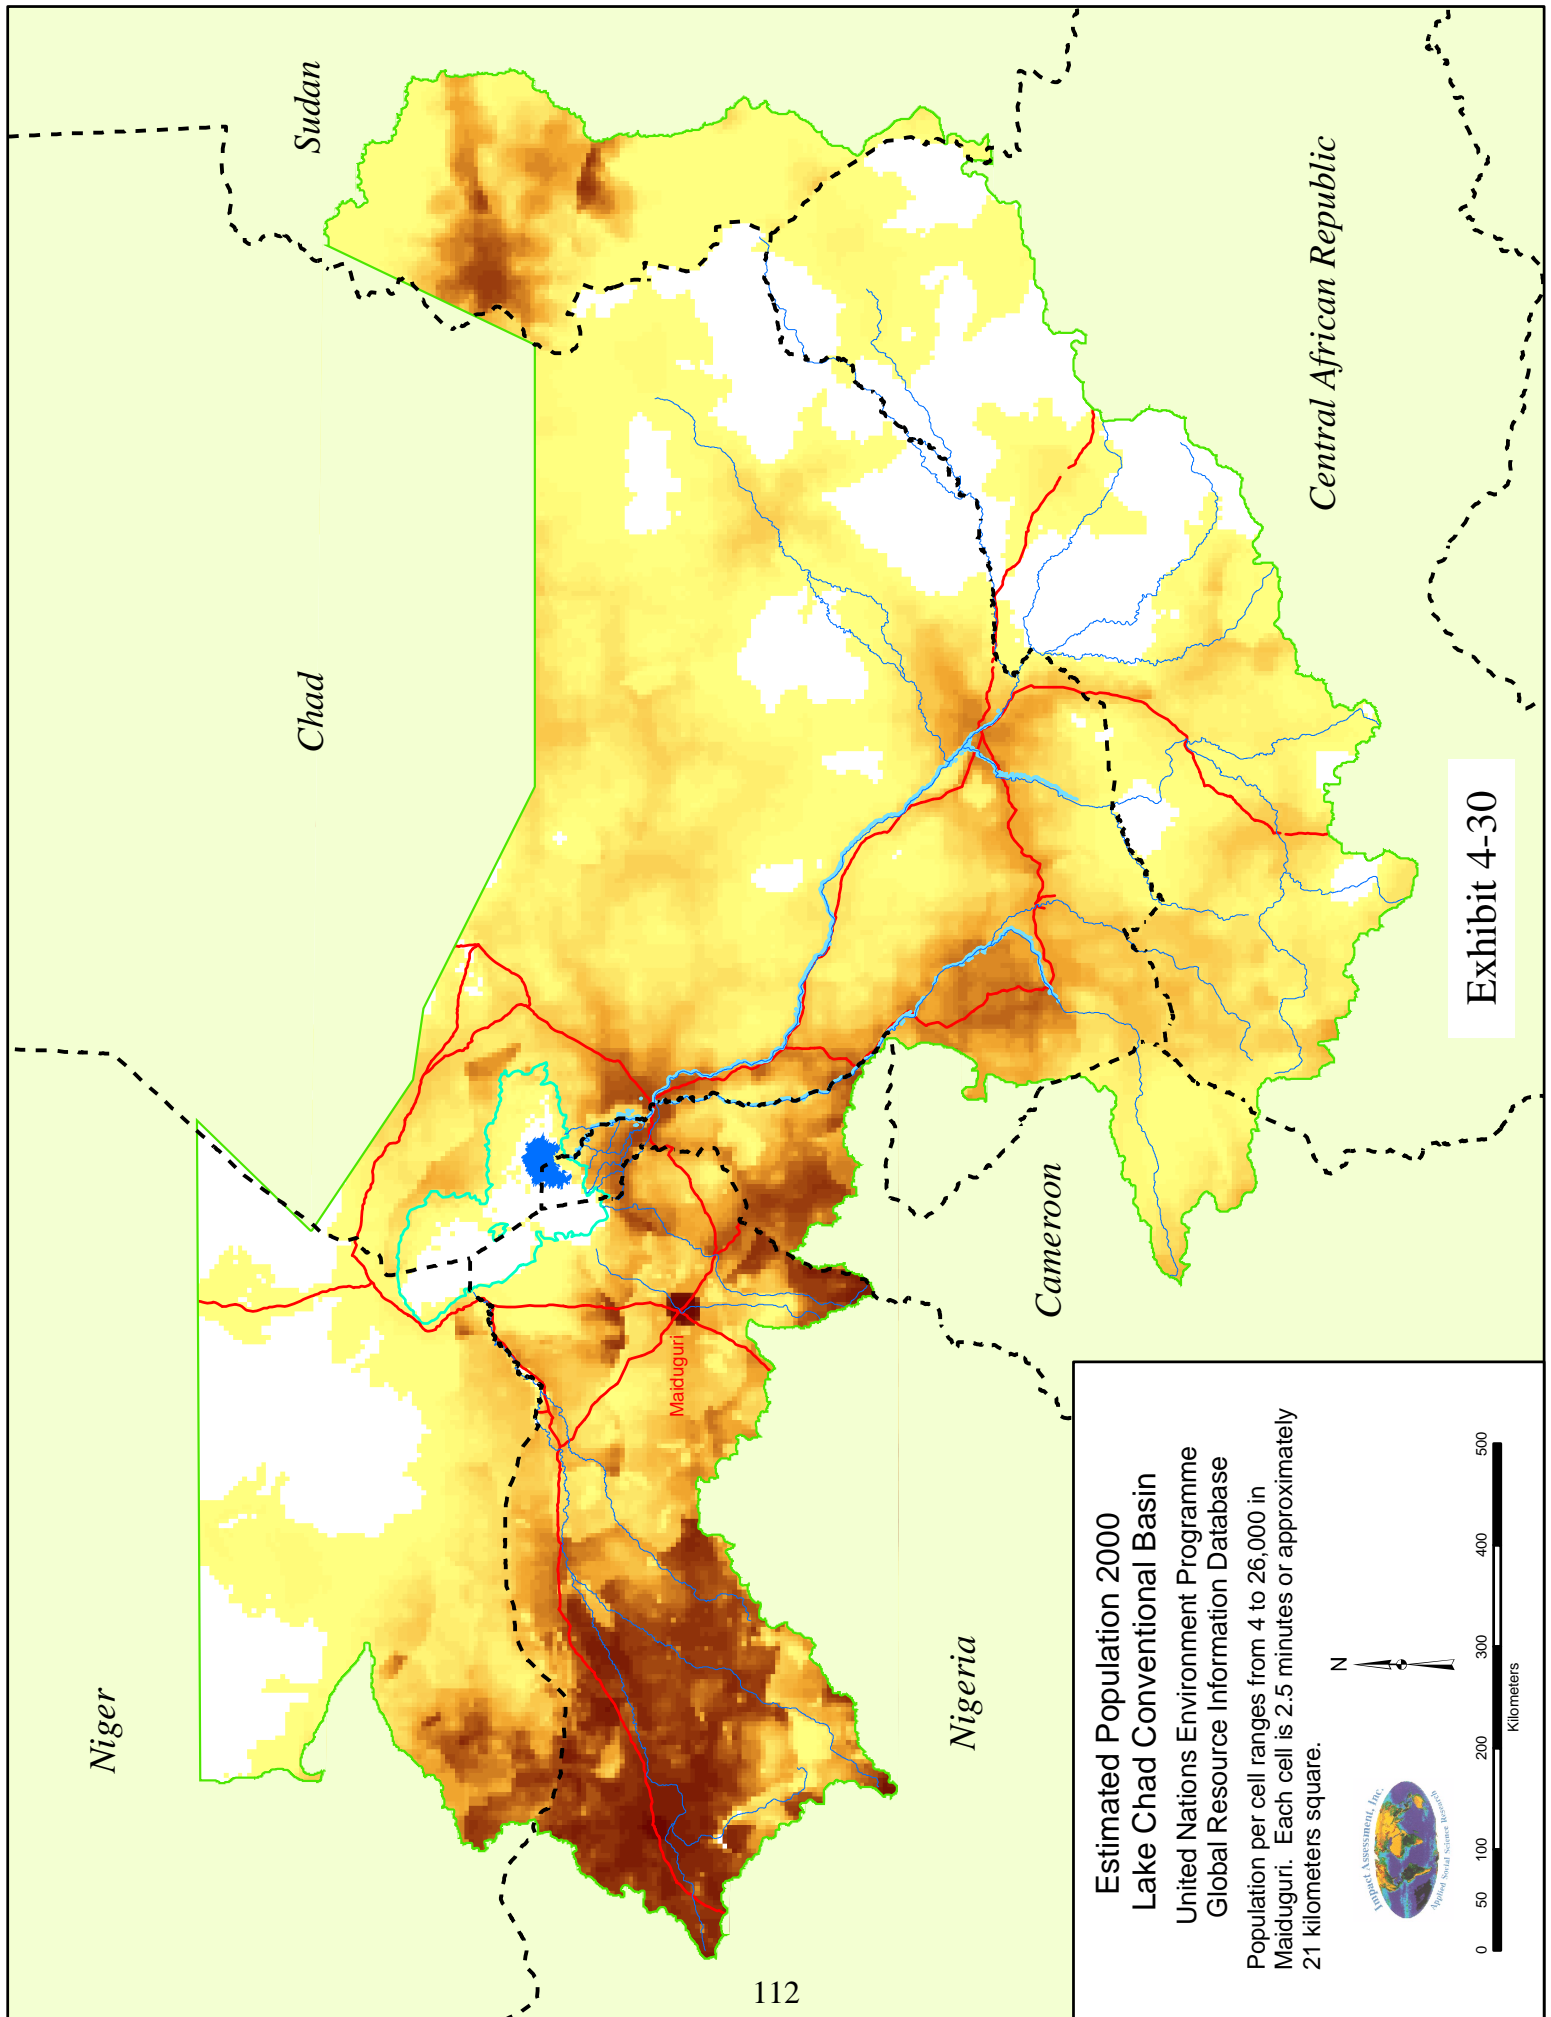 Sudan
Chad
Niger
Central African Republic
Cameroon
Nigeria
Maiduguri
Exhibit 4-30
112
Estimated Population 2000
Lake Chad Conventional Basin
United Nations Environment Programme
Global Resource Information Database
Population per cell ranges from 4 to 26,000 in
Maiduguri. Each cell is 2.5 minutes or approximately
21 kilometers square.
N
Impact Assessment, Inc.
Applied Social Science Research
0 50 100 200 300 400 500
Kilometers